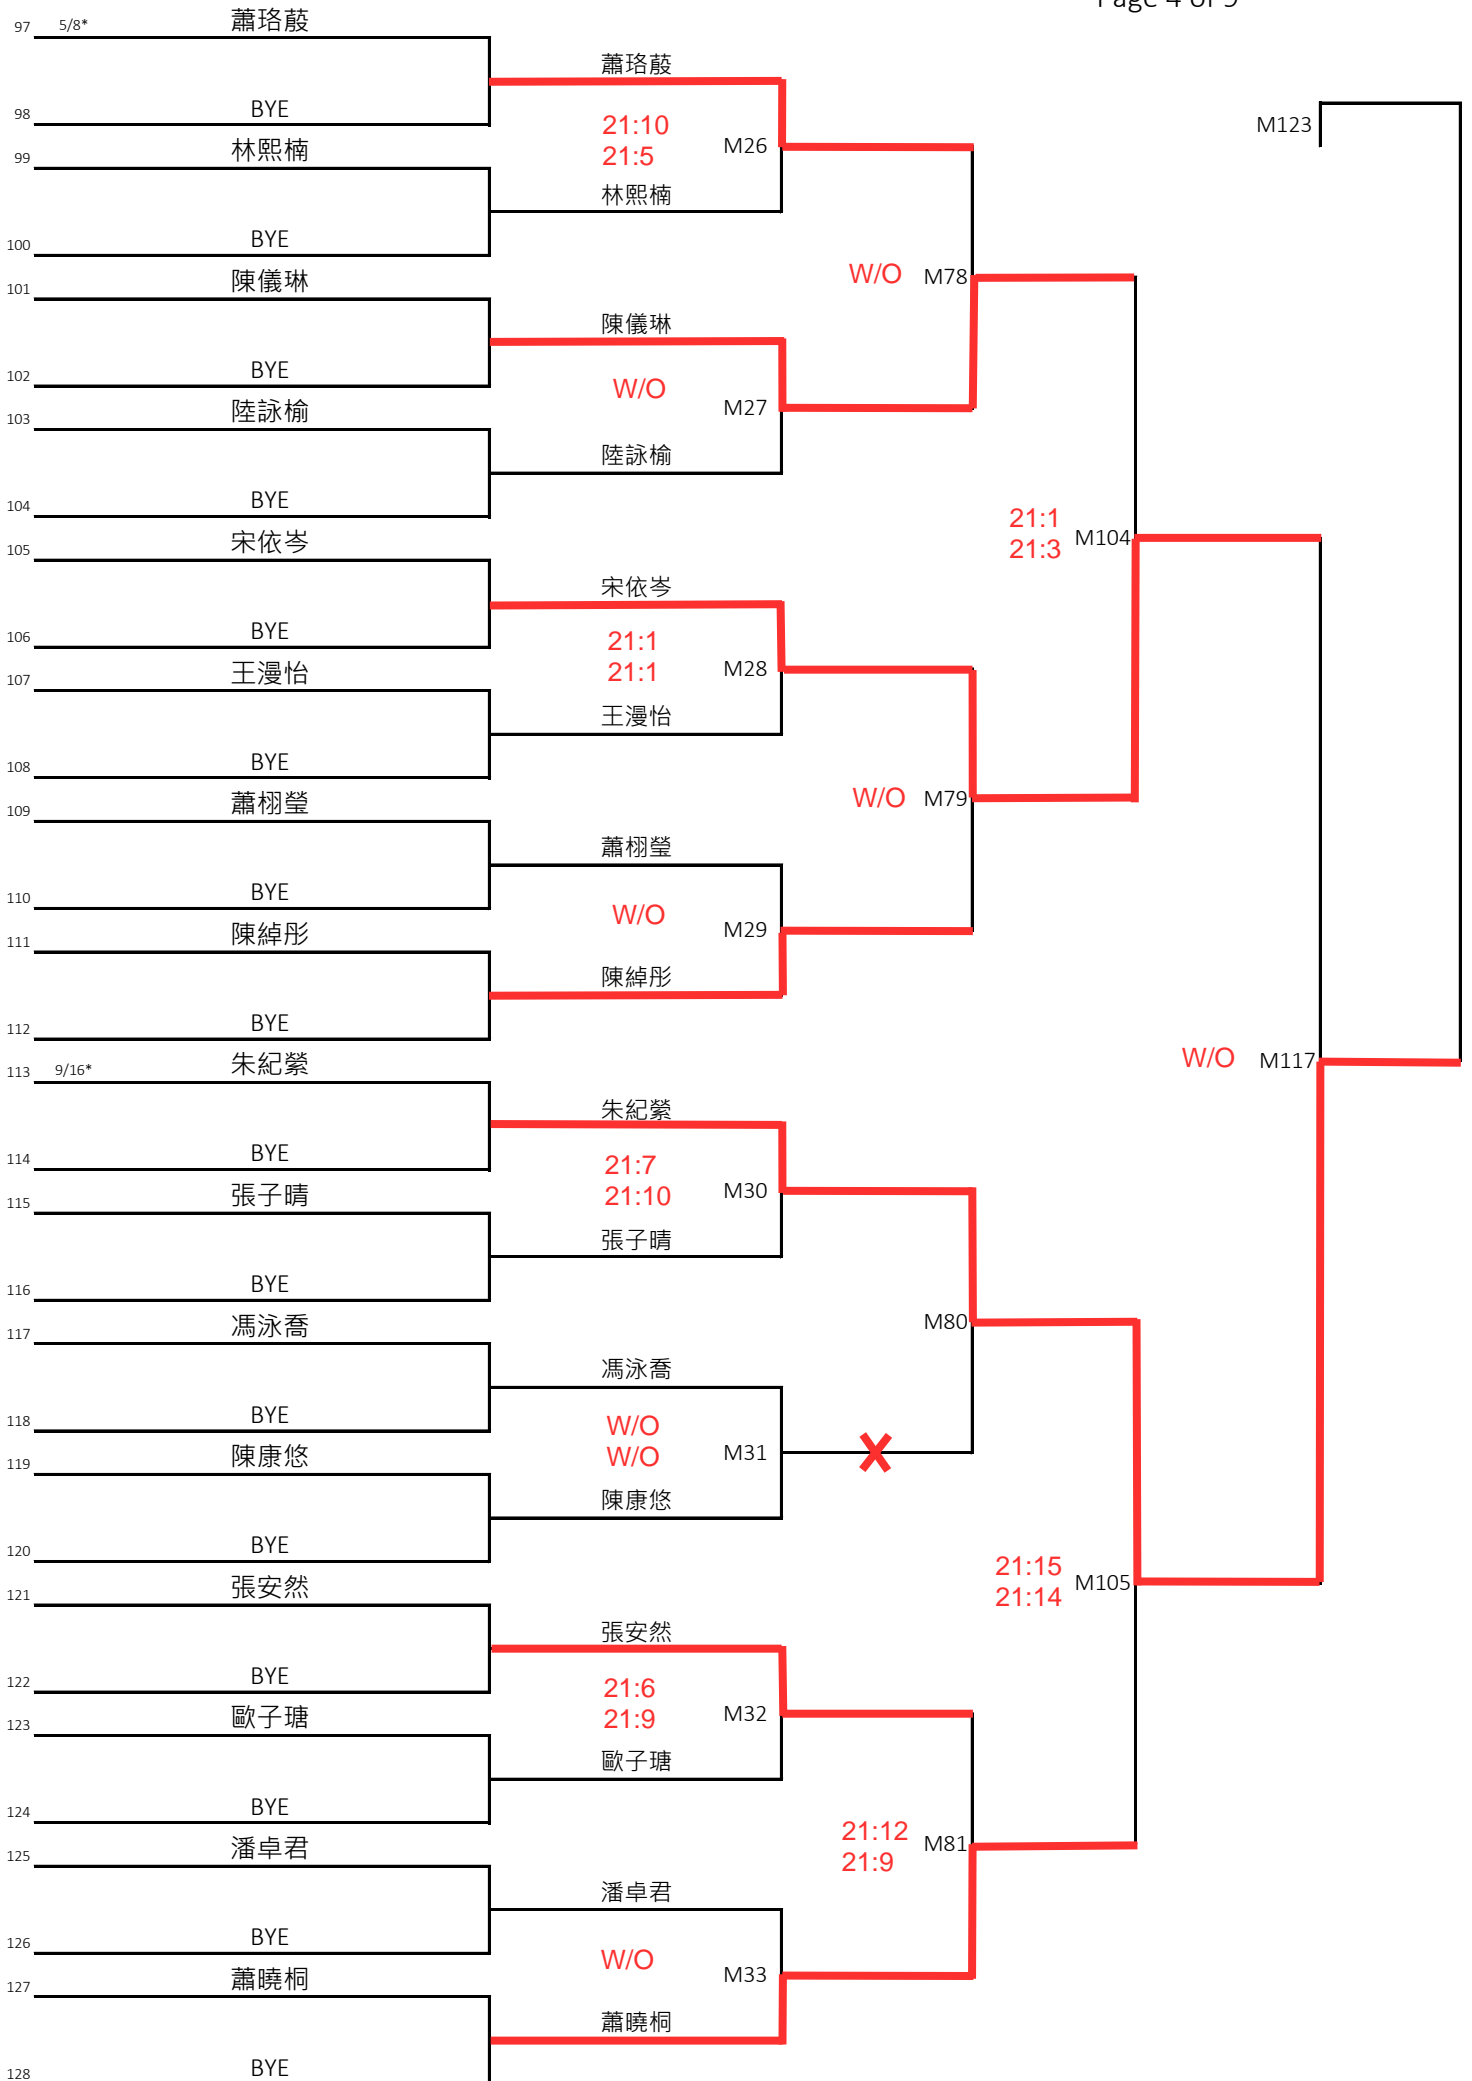 Page 4 of 9
97 5/8* 蕭珞蔎
蕭珞蔎
98 BYE
M123
21:10
21:5
M26
99 林熙楠
林熙楠
100 BYE
W/O M78
101 陳儀琳
陳儀琳
102 BYE
W/O
M27
103 陸詠榆
陸詠榆
104 BYE
21:1
21:3
M104
105 宋依岑
宋依岑
106 BYE
21:1
21:1
M28
107 王漫怡
王漫怡
108 BYE
W/O M79
109 蕭栩瑩
蕭栩瑩
110 BYE
W/O
M29
111 陳綽彤
陳綽彤
112 BYE
W/O M117
113 9/16* 朱紀縈
朱紀縈
114 BYE
21:7
21:10
M30
115 張子晴
張子晴
116 BYE
M80
117 馮泳喬
馮泳喬
118 BYE
W/O
W/O
M31
119 陳康悠
陳康悠
120 BYE
21:15
21:14
M105
121 張安然
張安然
122 BYE
21:6
21:9
M32
123 歐子瑭
歐子瑭
124 BYE
21:12
21:9
M81
125 潘卓君
潘卓君
126 BYE
W/O
M33
127 蕭曉桐
蕭曉桐
128 BYE